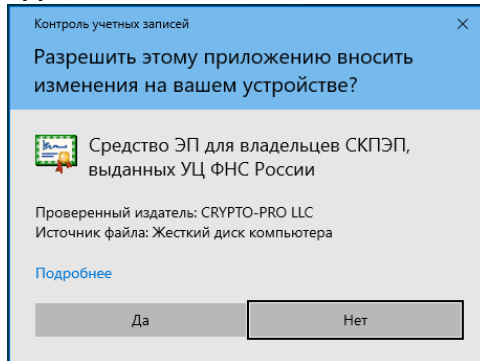 Контроль учетных записей
Разрешить этому приложению вносить
изменения на вашем устройстве?
Средство ЭП для владельцев СКПЭП,
выданных УЦ ФНС России
Проверенный издатель: CRYPTO-PRO LLC
Источник файла: Жесткий диск компьютера
Подробнее
Да
Нет